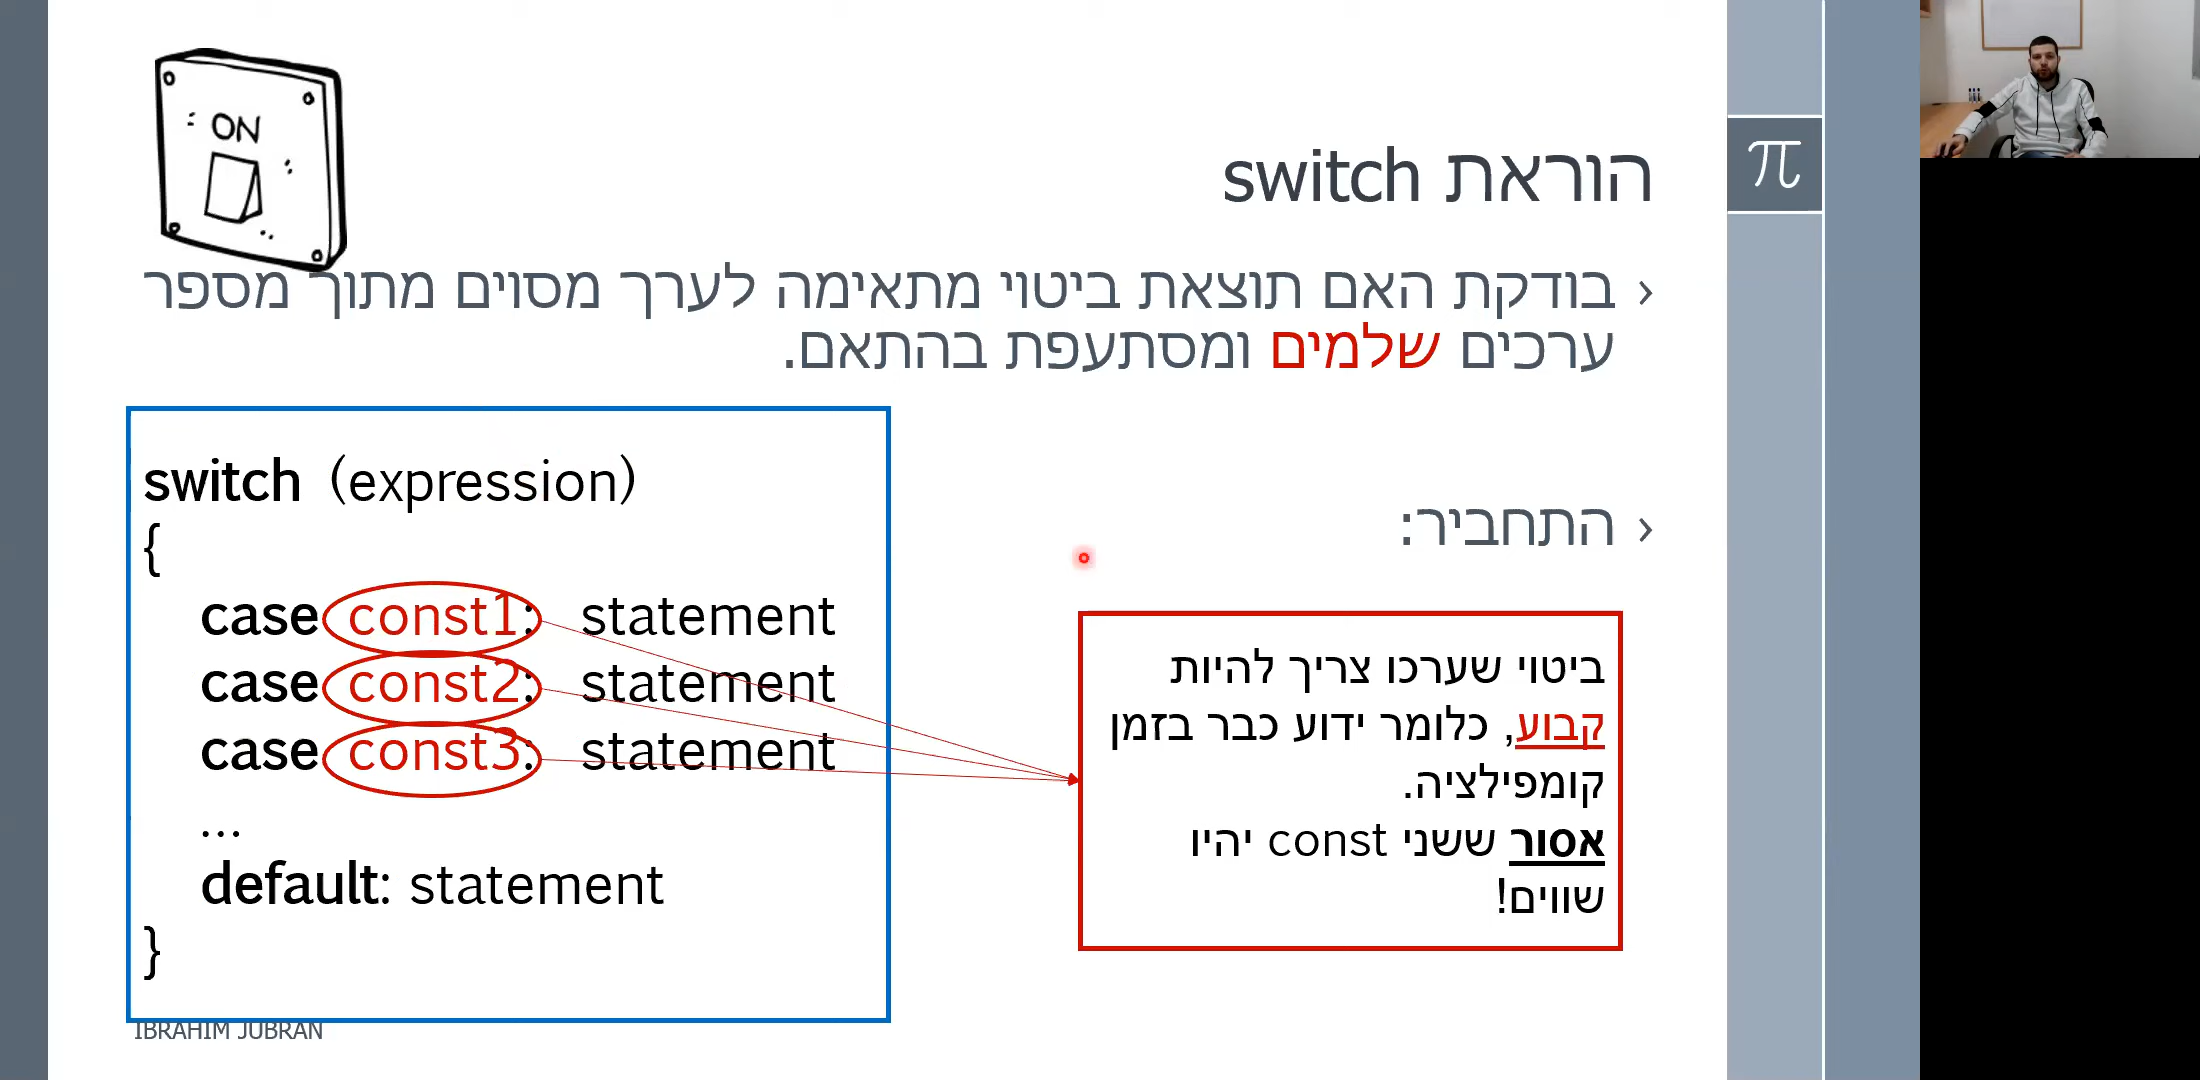 ON
הוראת switch
π
‹ בודקת האם תוצאת ביטוי מתאימה לערך מסוים מתוך מספר
ערכים שלמים ומסתעפת בהתאם.
‹ התחביר:
switch (expression)
{
case const1: statement
case const2: statement
case const3: statement
...
default: statement
}
ביטוי שערכו צריך להיות
קבוע, כלומר ידוע כבר בזמן
קומפילציה.
אסור ששני const יהיו
שווים!
IBRAHIM JUBRAN